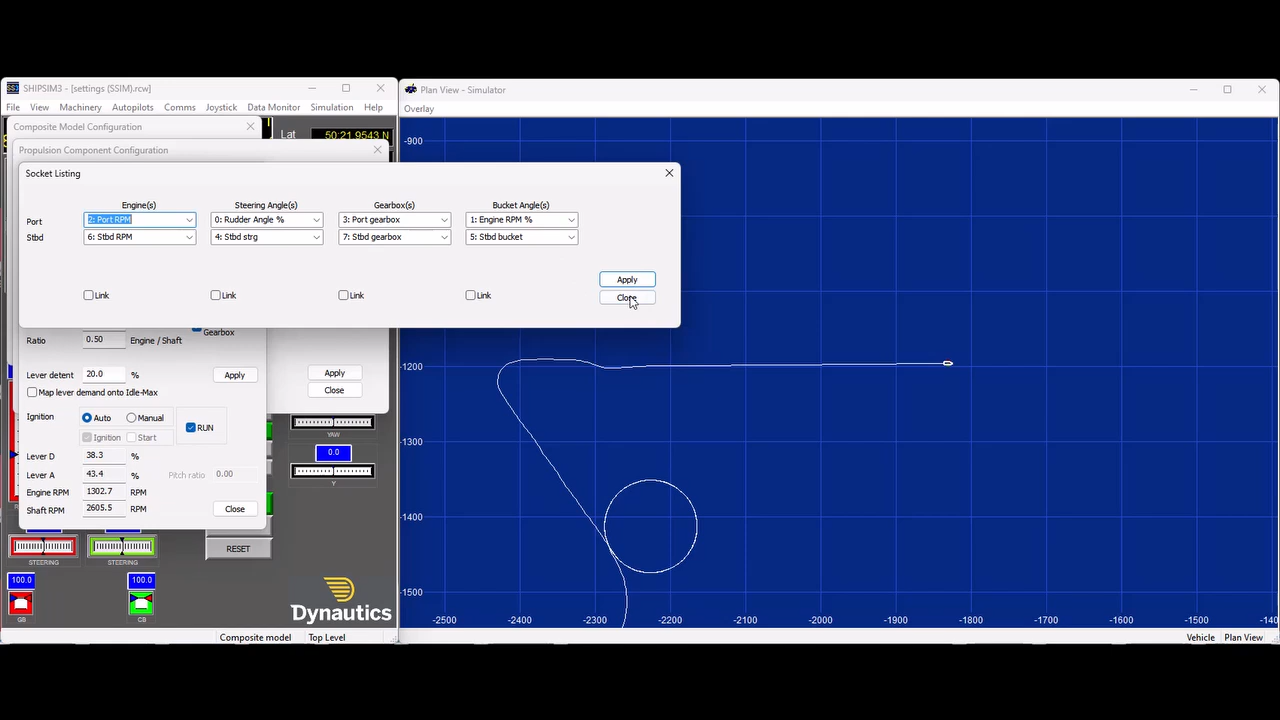 SHIPSIM3 - [settings (SSIM).rcw]
File View Machinery Autopilots Comms Joystick Data Monitor Simulation Help
Composite Model Configuration
Lat 50:21.9543 N
Propulsion Component Configuration
Socket Listing
Engine(s) Steering Angle(s) Gearbox(s) Bucket Angle(s)
Port 2: Port RPM 0: Rudder Angle % 3: Port gearbox 1: Engine RPM %
Stbd 6: Stbd RPM 4: Stbd strg 7: Stbd gearbox 5: Stbd bucket
Apply
Link Link Link Link Close
Gearbox
Ratio 0.50 Engine / Shaft
Lever detent 20.0 % Apply
Map lever demand onto Idle-Max
Apply
Close
Ignition Auto Manual
RUN
Ignition Start
Lever D 38.3 %
Lever A 43.4 % Pitch ratio 0.00
Engine RPM 1302.7 RPM
Shaft RPM 2605.5 RPM Close
YAW
0.0
Y
STEERING STEERING
RESET
100.0 100.0
GB CB
Dynautics
Composite model Top Level
Plan View - Simulator
Overlay
-900
-1200
-1300
-1400
-1500
-2500 -2400 -2300 -2200 -2100 -2000 -1900 -1800 -1700 -1600 -1500 -140
Vehicle Plan View